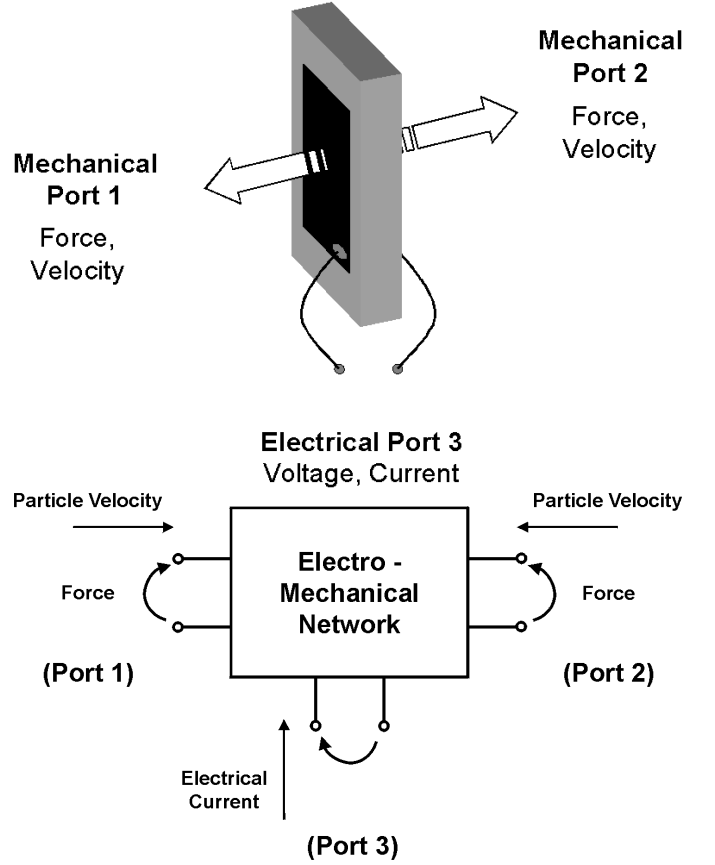 Mechanical
Port 2
Force,
Velocity
Mechanical
Port 1
Force,
Velocity
Electrical Port 3
Voltage, Current
Particle Velocity
Particle Velocity
Electro -
Mechanical
Network
Force
Force
(Port 1)
(Port 2)
Electrical
Current
(Port 3)